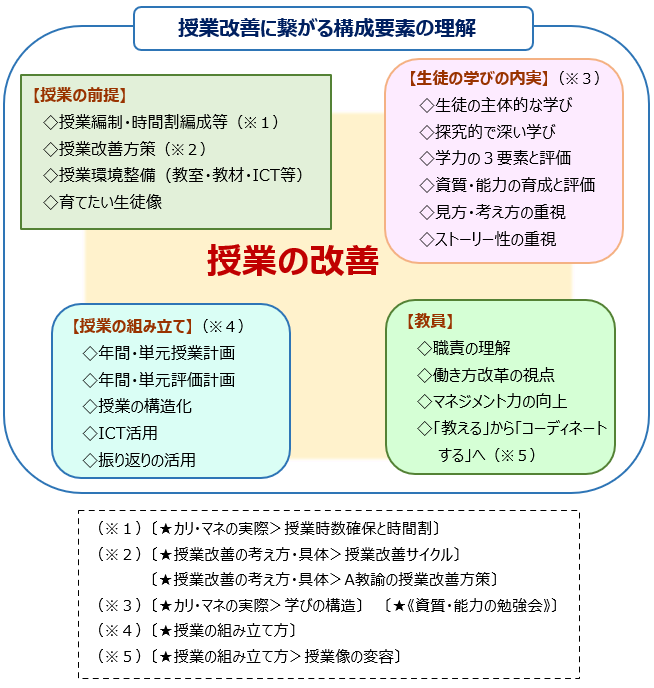 授業改善に繋がる構成要素の理解
【授業の前提】
◇授業編制・時間割編成等（※１）
◇授業改善方策（※２）
◇授業環境整備（教室・教材・ICT等）
◇育てたい生徒像
【生徒の学びの内実】（※３）
◇生徒の主体的な学び
◇探究的で深い学び
◇学力の３要素と評価
◇資質・能力の育成と評価
◇見方・考え方の重視
◇ストーリー性の重視
授業の改善
【授業の組み立て】（※４）
◇年間・単元授業計画
◇年間・単元評価計画
◇授業の構造化
◇ICT活用
◇振り返りの活用
【教員】
◇職責の理解
◇働き方改革の視点
◇マネジメント力の向上
◇「教える」から「コーディネート
する」へ（※５）
（※１）〔★カリ・マネの実際＞授業時数確保と時間割〕
（※２）〔★授業改善の考え方・具体＞授業改善サイクル〕
〔★授業改善の考え方・具体＞A教諭の授業改善方策〕
（※３）〔★カリ・マネの実際＞学びの構造〕　〔★《資質・能力の勉強会》〕
（※４）〔★授業の組み立て方〕
（※５）〔★授業の組み立て方＞授業像の変容〕